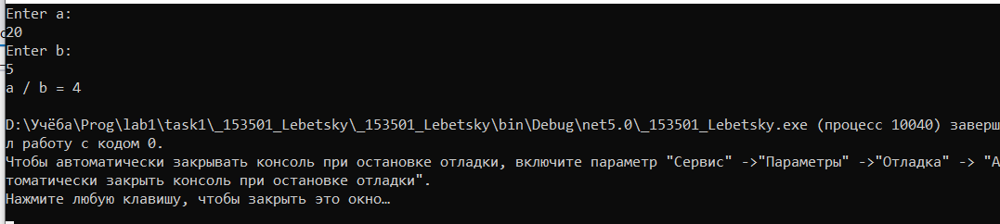 Enter a:
20
Enter b:
5
a / b = 4
D:\Учёба\Prog\lab1\task1\_153501_Lebetsky\_153501_Lebetsky\bin\Debug\net5.0\_153501_Lebetsky.exe (процесс 10040) заверш
л работу с кодом 0.
Чтобы автоматически закрывать консоль при остановке отладки, включите параметр "Сервис" ->"Параметры" ->"Отладка" -> "А
томатически закрыть консоль при остановке отладки".
Нажмите любую клавишу, чтобы закрыть это окно…